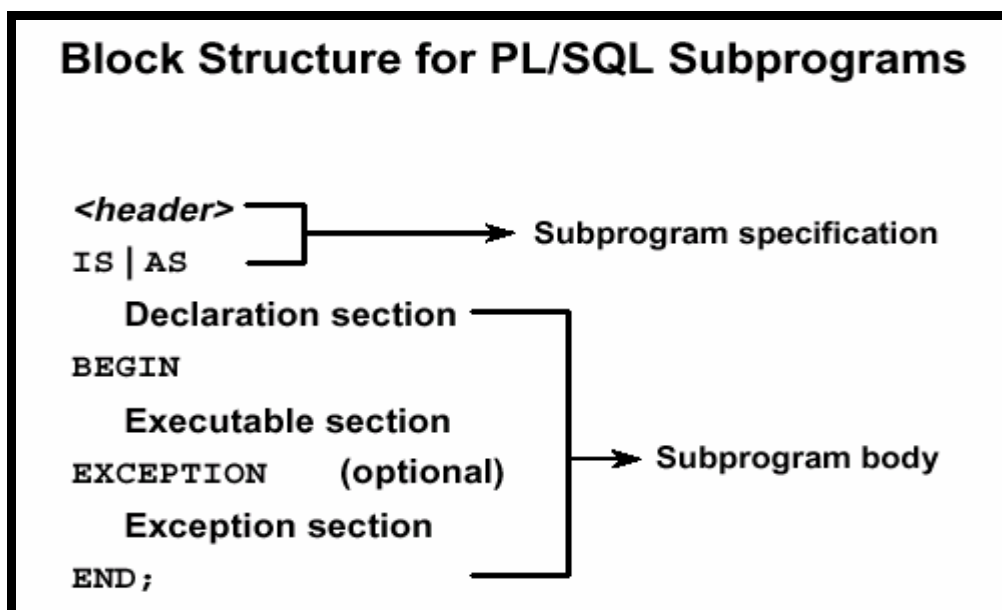 Block Structure for PL/SQL Subprograms
<header>
Subprogram specification
IS | AS
Declaration section
BEGIN
Executable section
Subprogram body
EXCEPTION (optional)
Exception section
END;